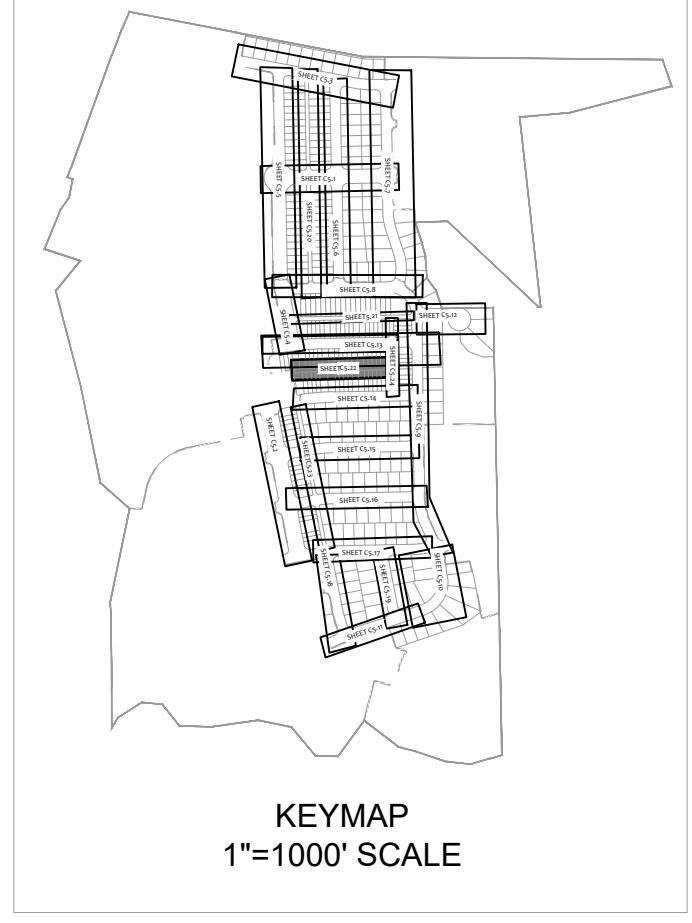 SHEET C5.3
SHEET C5.5
SHEET C5.1
SHEET C5.7
SHEET C5.20
SHEET C5.6
SHEET C5.8
SHEET C5.4
SHEET5.21
SHEET C5.12
SHEET C5.13
SHEET C5.24
SHEET C5.22
SHEET C5.14
SHEET C5.2
SHEET C5.23
SHEET C5.9
SHEET C5.15
SHEET C5.16
SHEET C5.17
SHEET C5.18
SHEET C5.19
SHEET C5.10
SHEET C5.11
KEYMAP
1"=1000' SCALE